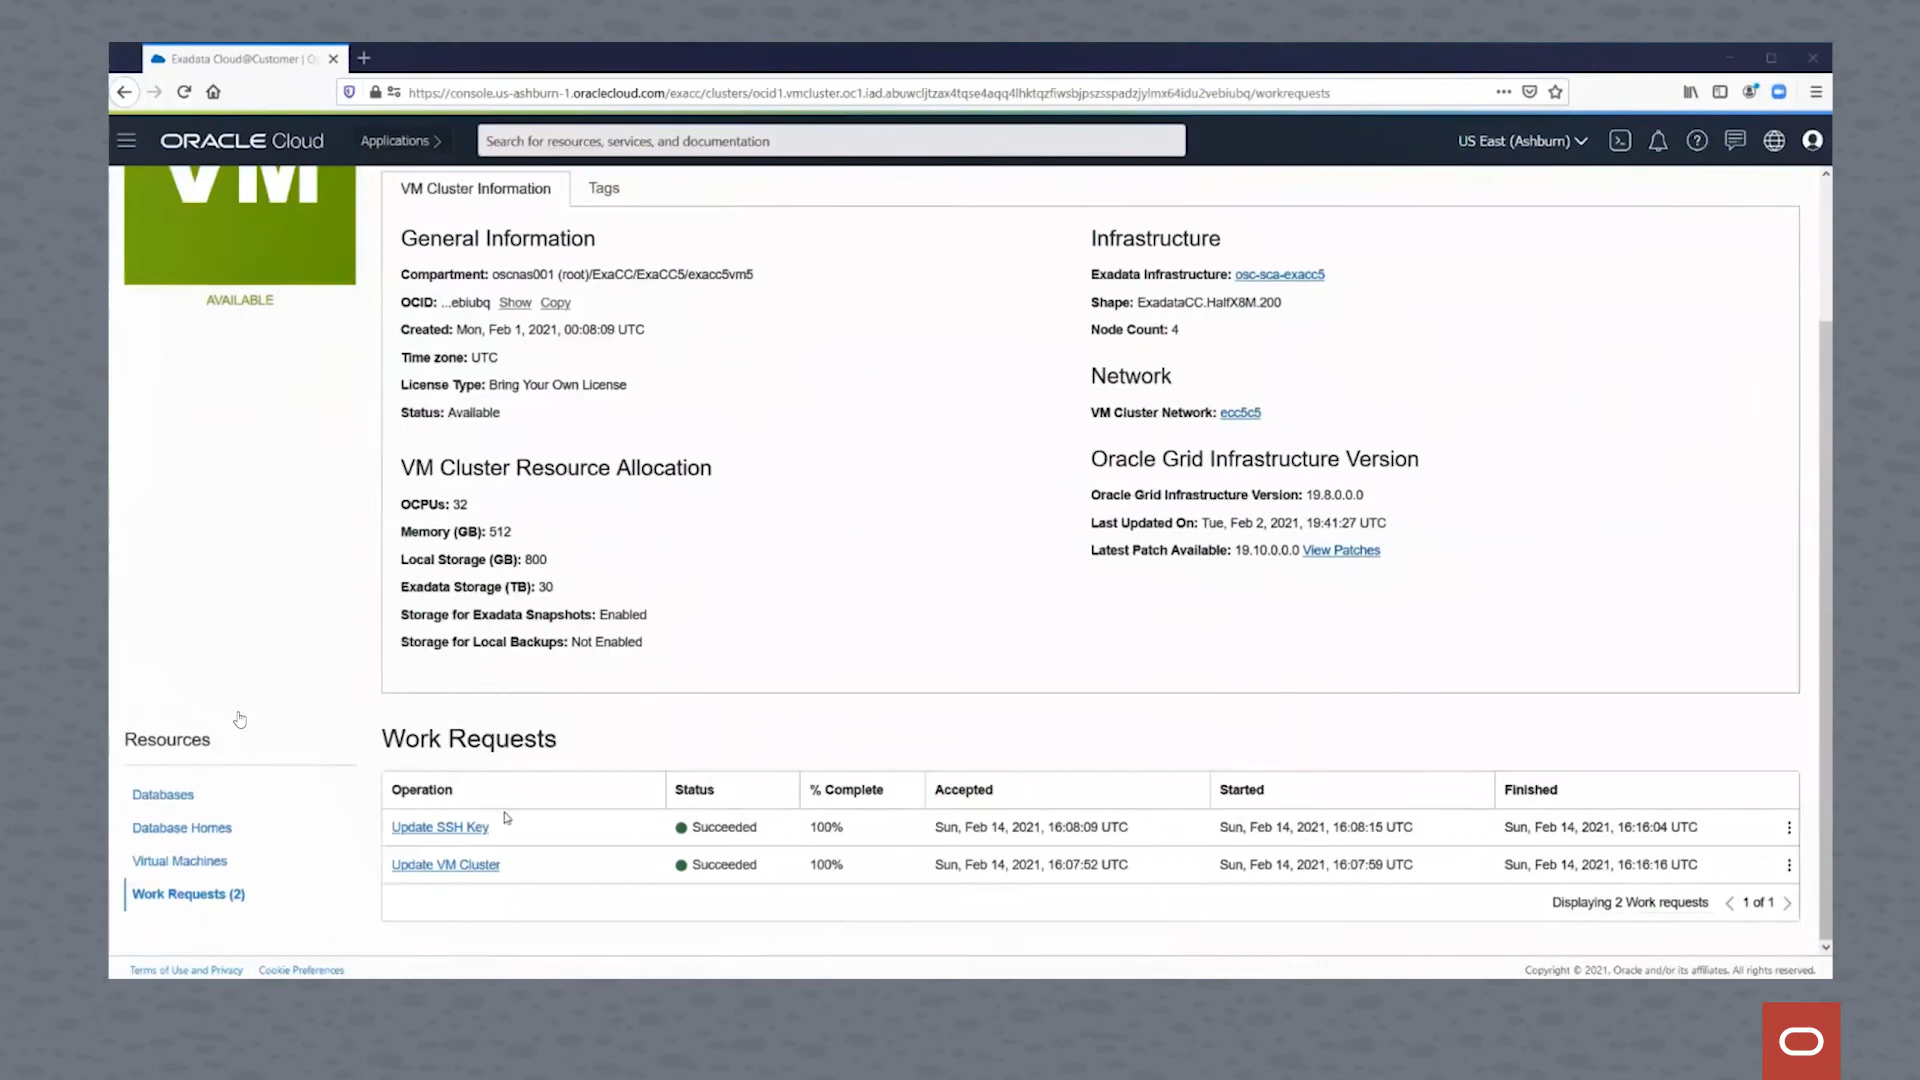 Exadata Cloud@Customer | O
https://console.us-ashburn-1.oraclecloud.com/exacc/clusters/ocid1.vmcluster.oc1.iad.abuwcljtzax4tqse4aqq4lhktqzfiwsbjpszsspadzjylmx64idu2vebiubq/workrequests
ORACLE Cloud
Applications
Search for resources, services, and documentation
US East (Ashburn)
VM
AVAILABLE
VM Cluster Information
Tags
General Information
Compartment: oscnas001 (root)/ExaCC/ExaCC5/exacc5vm5
OCID: ...ebiubq Show Copy
Created: Mon, Feb 1, 2021, 00:08:09 UTC
Time zone: UTC
License Type: Bring Your Own License
Status: Available
VM Cluster Resource Allocation
OCPUs: 32
Memory (GB): 512
Local Storage (GB): 800
Exadata Storage (TB): 30
Storage for Exadata Snapshots: Enabled
Storage for Local Backups: Not Enabled
Infrastructure
Exadata Infrastructure: osc-sca-exacc5
Shape: ExadataCC.HalfX8M.200
Node Count: 4
Network
VM Cluster Network: ecc5c5
Oracle Grid Infrastructure Version
Oracle Grid Infrastructure Version: 19.8.0.0.0
Last Updated On: Tue, Feb 2, 2021, 19:41:27 UTC
Latest Patch Available: 19.10.0.0.0 View Patches
Resources
Databases
Database Homes
Virtual Machines
Work Requests (2)
Work Requests
Operation Status % Complete Accepted Started Finished
Update SSH Key Succeeded 100% Sun, Feb 14, 2021, 16:08:09 UTC Sun, Feb 14, 2021, 16:08:15 UTC Sun, Feb 14, 2021, 16:16:04 UTC
Update VM Cluster Succeeded 100% Sun, Feb 14, 2021, 16:07:52 UTC Sun, Feb 14, 2021, 16:07:59 UTC Sun, Feb 14, 2021, 16:16:16 UTC
Displaying 2 Work requests 1 of 1
Terms of Use and Privacy Cookie Preferences
Copyright © 2021, Oracle and/or its affiliates. All rights reserved.